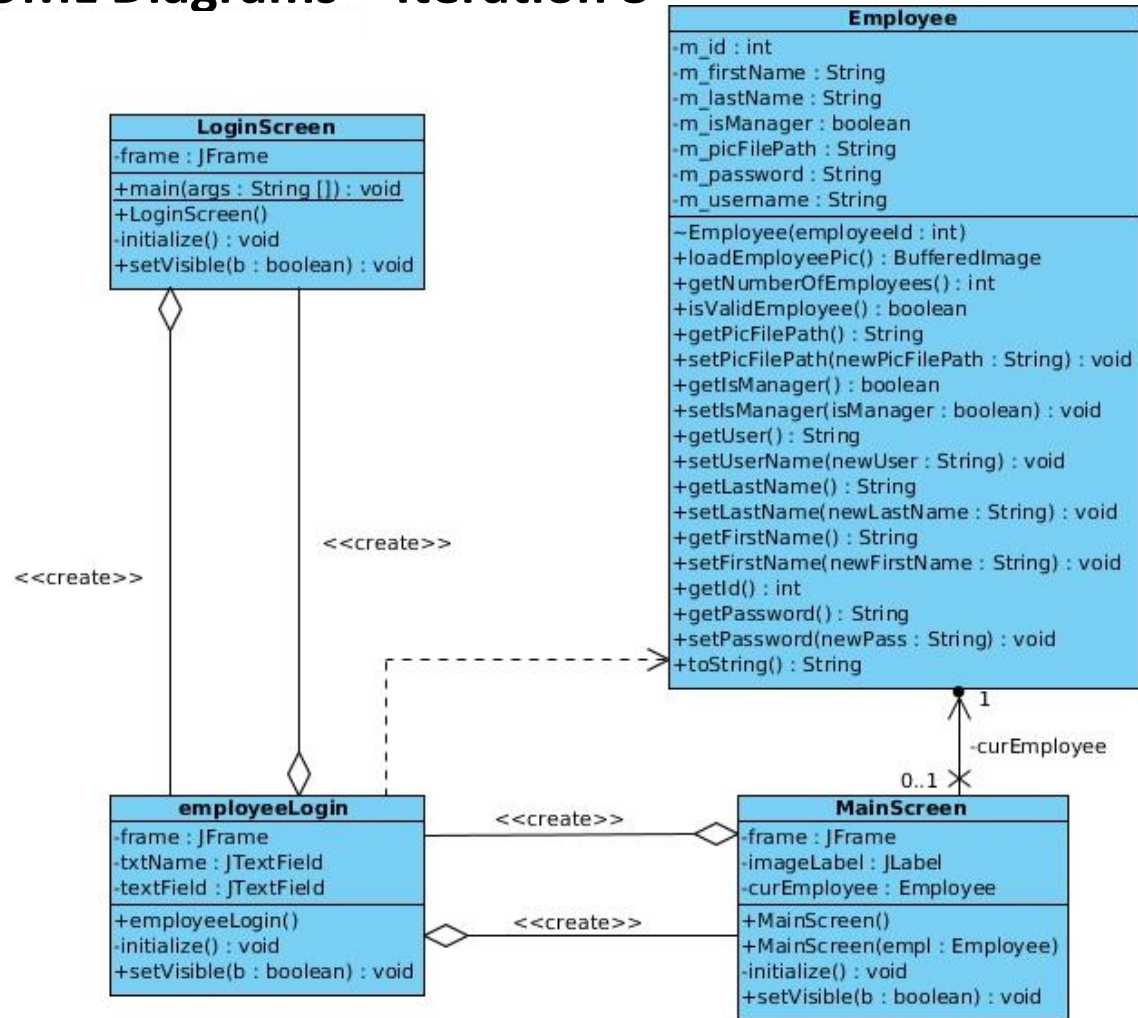 UML Diagrams – Iteration 3
LoginScreen
-frame : JFrame
+main(args : String []) : void
+LoginScreen()
-initialize() : void
+setVisible(b : boolean) : void
Employee
-m_id : int
-m_firstName : String
-m_lastName : String
-m_isManager : boolean
-m_picFilePath : String
-m_password : String
-m_username : String
~Employee(employeeId : int)
+loadEmployeePic() : BufferedImage
+getNumberOfEmployees() : int
+isValidEmployee() : boolean
+getPicFilePath() : String
+setPicFilePath(newPicFilePath : String) : void
+getIsManager() : boolean
+setIsManager(isManager : boolean) : void
+getUser() : String
+setUserName(newUser : String) : void
+getLastName() : String
+setLastName(newLastName : String) : void
+getFirstName() : String
+setFirstName(newFirstName : String) : void
+getId() : int
+getPassword() : String
+setPassword(newPass : String) : void
+toString() : String
<<create>>
<<create>>
1
-curEmployee
0..1
employeeLogin
-frame : JFrame
-txtName : JTextField
-textField : JTextField
+employeeLogin()
-initialize() : void
+setVisible(b : boolean) : void
<<create>>
<<create>>
MainScreen
-frame : JFrame
-imageLabel : JLabel
-curEmployee : Employee
+MainScreen()
+MainScreen(empl : Employee)
-initialize() : void
+setVisible(b : boolean) : void